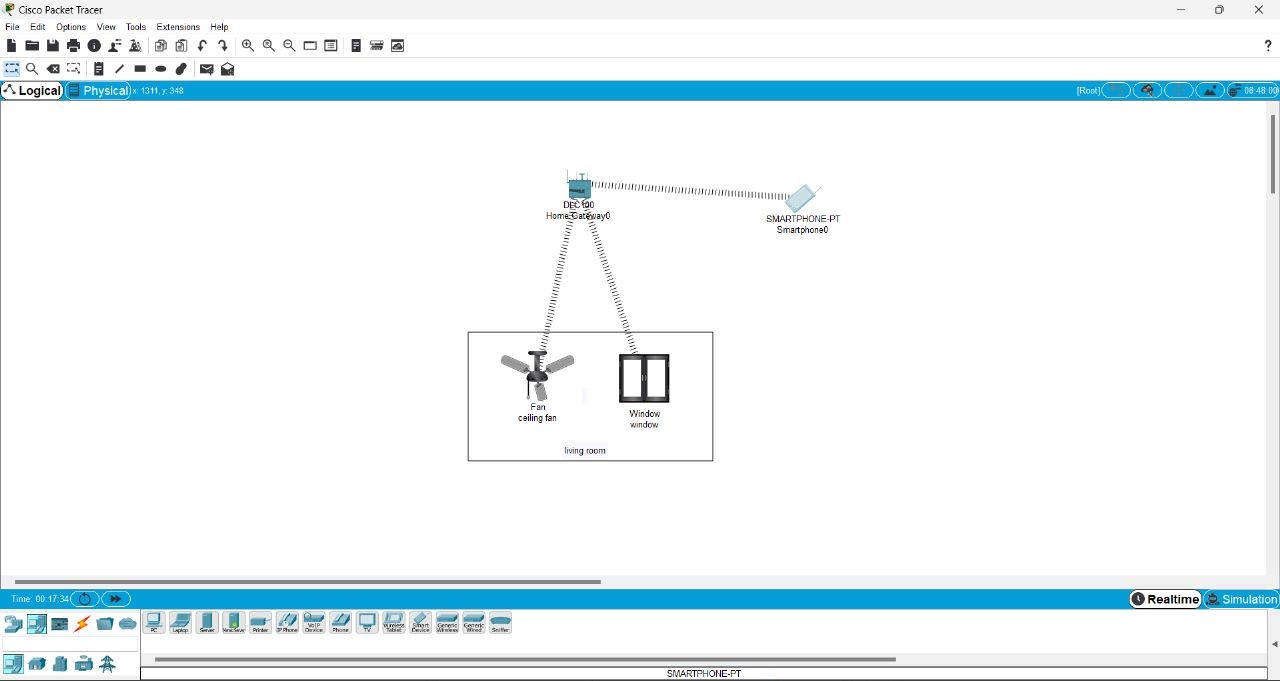 Cisco Packet Tracer
File Edit Options View Tools Extensions Help
?
Logical Physical x: 1311, y: 348 [Root] 08:48:00
DLC100
Home Gateway0
SMARTPHONE-PT
Smartphone0
Fan
ceiling fan
Window
window
living room
Time: 00:17:34 Realtime Simulation
PC Laptop Server Printer IP Phone VoIP Device Phone TV Wireless Tablet Smart Device Generic Wireless Generic Wired Sniffer
SMARTPHONE-PT